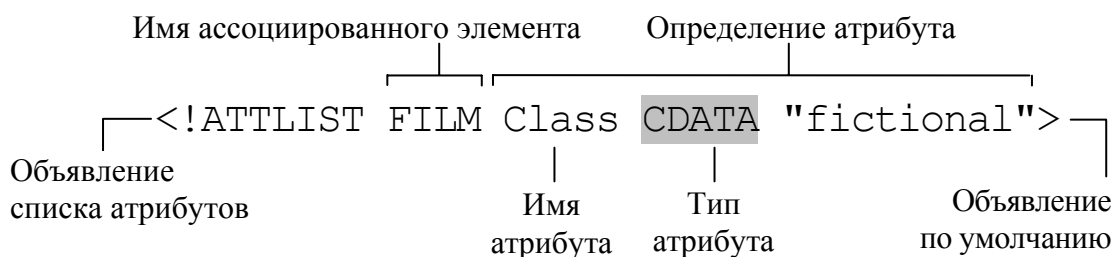 Имя ассоциированного элемента Определение атрибута
<!ATTLIST FILM Class CDATA "fictional">
Объявление
списка атрибутов
Имя
атрибута
Тип
атрибута
Объявление
по умолчанию